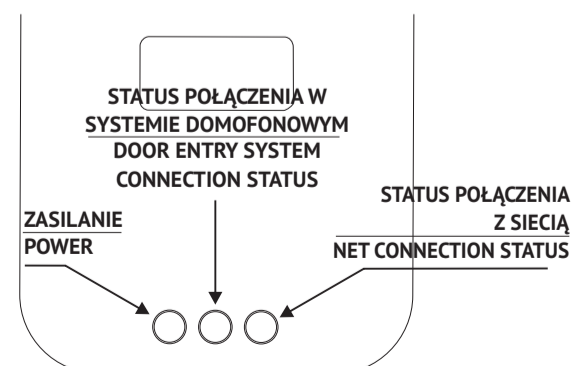 STATUS POŁĄCZENIA W
SYSTEMIE DOMOFONOWYM
DOOR ENTRY SYSTEM
CONNECTION STATUS
ZASILANIE
POWER
STATUS POŁĄCZENIA
Z SIECIĄ
NET CONNECTION STATUS